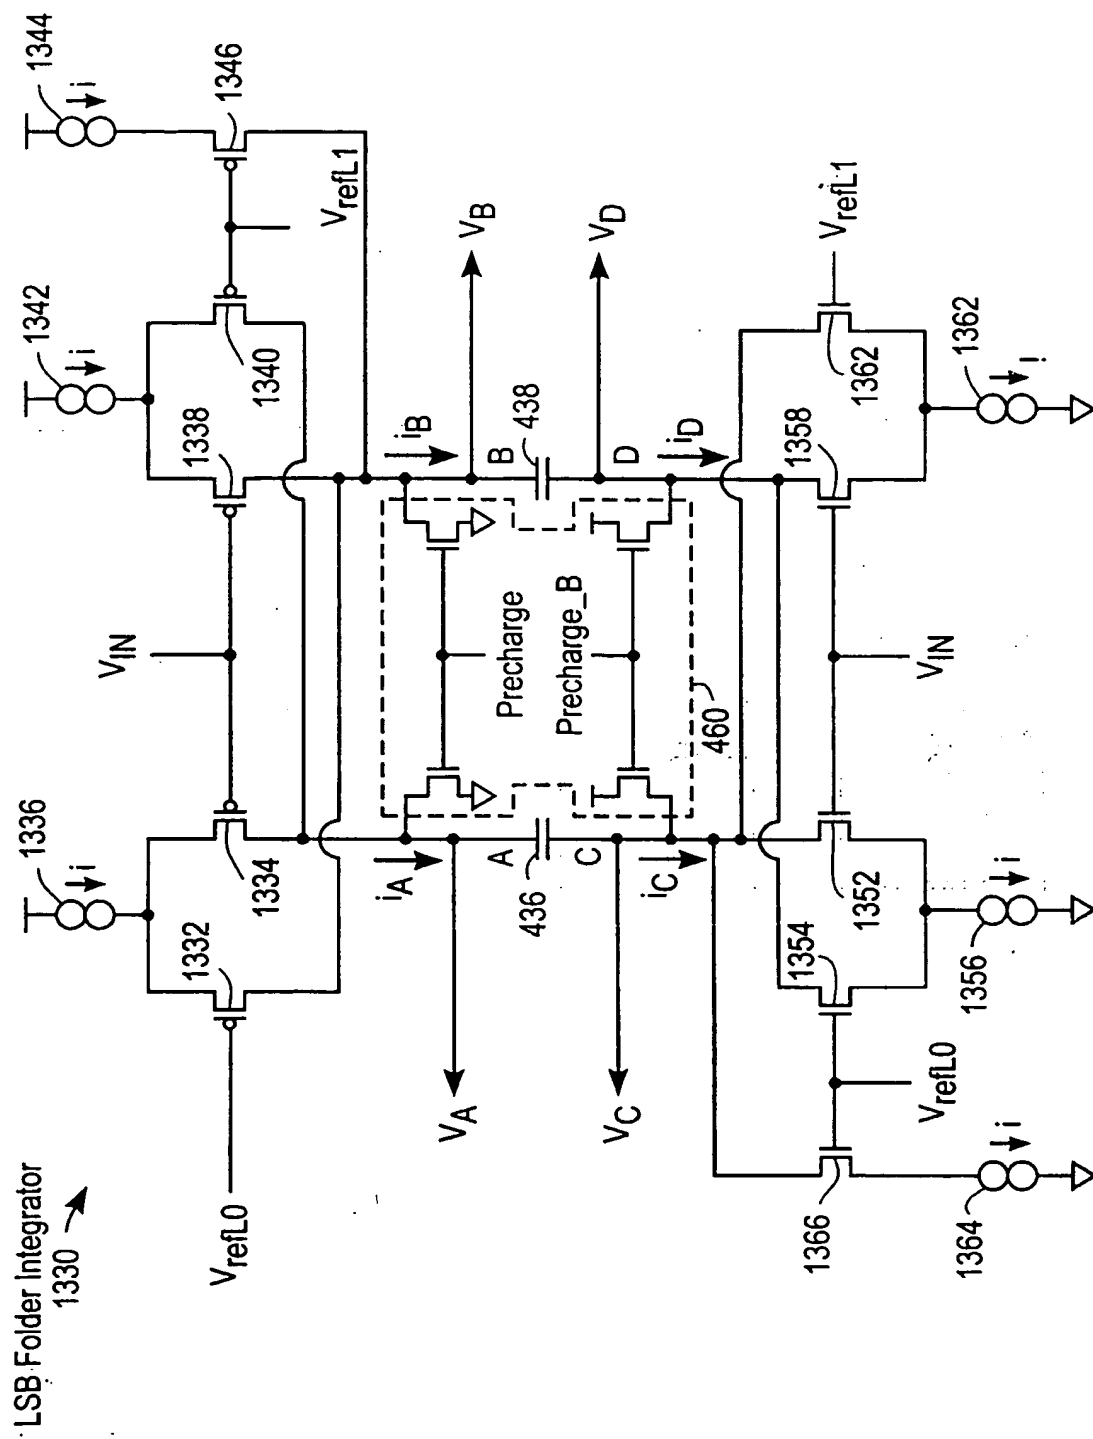 LSB Folder Integrator
1330
1336
i
1342
i
1344
i
1332
1334
1338
1340
1346
VrefL0
VIN
VrefL1
iA
iB
VA
VB
A
B
436
438
Precharge
Precharge_B
C
D
VC
VD
iC
iD
460
1366
1354
1352
1358
1362
VrefL0
VIN
VrefL1
1364
i
1356
i
1362
i